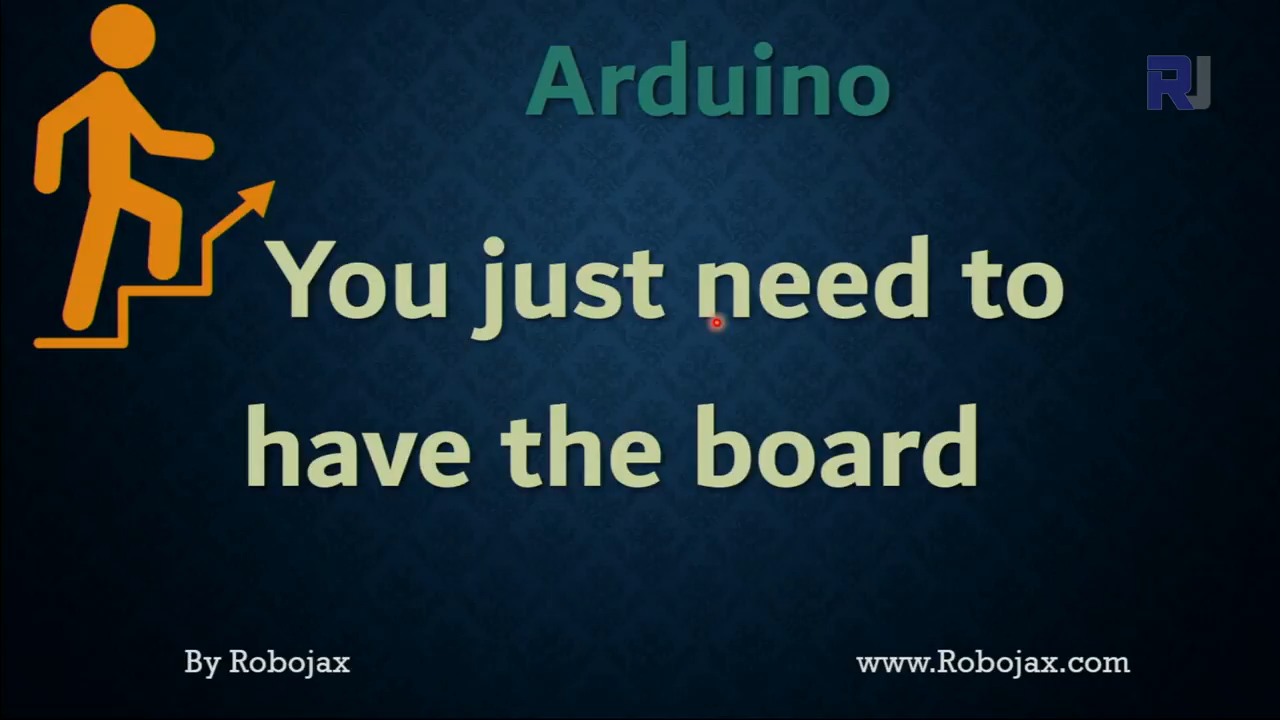 Arduino
RJ
You just need to
have the board
By Robojax
www.Robojax.com